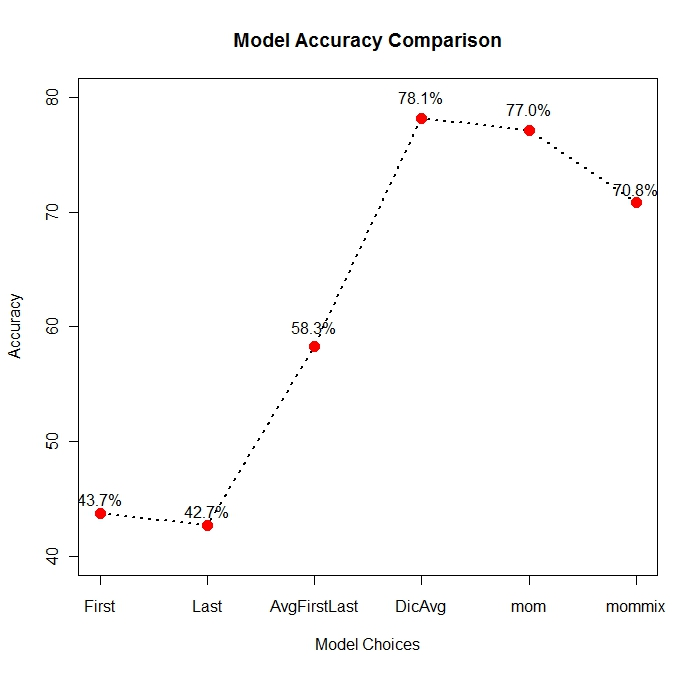 Model Accuracy Comparison
Accuracy
80
70
60
50
40
43.7%
42.7%
58.3%
78.1%
77.0%
70.8%
First Last AvgFirstLast DicAvg mom mommix
Model Choices